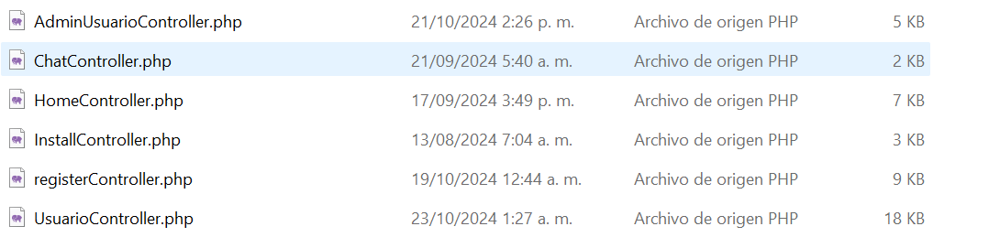 AdminUsuarioController.php 21/10/2024 2:26 p. m. Archivo de origen PHP 5 KB
ChatController.php 21/09/2024 5:40 a. m. Archivo de origen PHP 2 KB
HomeController.php 17/09/2024 3:49 p. m. Archivo de origen PHP 7 KB
InstallController.php 13/08/2024 7:04 a. m. Archivo de origen PHP 3 KB
registerController.php 19/10/2024 12:44 a. m. Archivo de origen PHP 9 KB
UsuarioController.php 23/10/2024 1:27 a. m. Archivo de origen PHP 18 KB